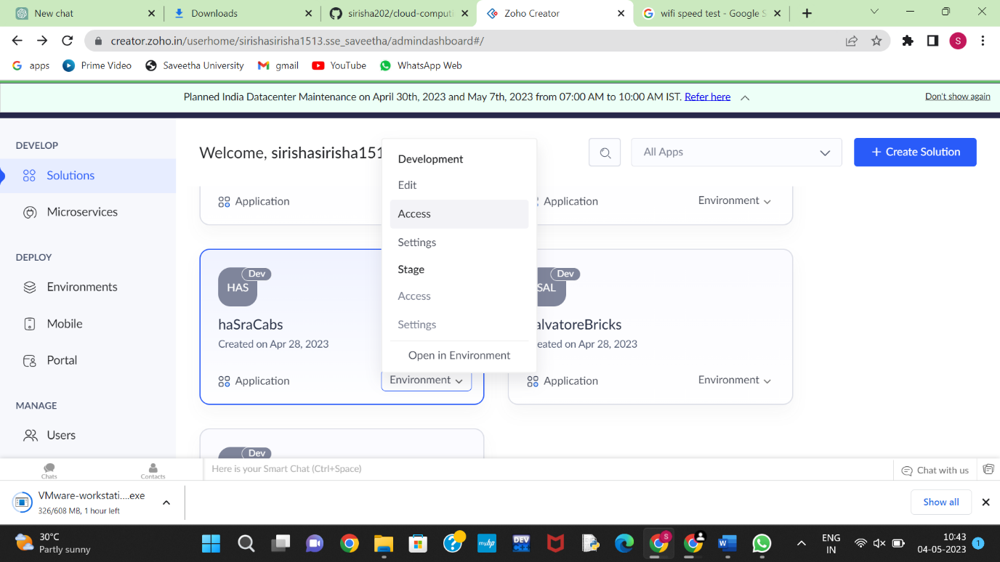 New chat
Downloads
sirisha202/cloud-computi
Zoho Creator
wifi speed test - Google S
creator.zoho.in/userhome/sirishasirisha1513.sse_saveetha/admindashboard#/
S
apps
Prime Video
Saveetha University
gmail
YouTube
WhatsApp Web
Planned India Datacenter Maintenance on April 30th, 2023 and May 7th, 2023 from 07:00 AM to 10:00 AM IST. Refer here
Don't show again
DEVELOP
Solutions
Microservices
DEPLOY
Environments
Mobile
Portal
MANAGE
Users
Welcome, sirishasirisha151
All Apps
+ Create Solution
Application
Application
Environment
Development
Edit
Access
Settings
Stage
Access
Settings
Open in Environment
Dev
HAS
haSraCabs
Created on Apr 28, 2023
Application
Environment
Dev
SAL
alvatoreBricks
eated on Apr 28, 2023
Application
Environment
Dev
Chats
Contacts
Here is your Smart Chat (Ctrl+Space)
Chat with us
VMware-workstati....exe
326/608 MB, 1 hour left
Show all
30°C
Partly sunny
myhp
DEV
C++
S
W
ENG
IN
10:43
04-05-2023
1